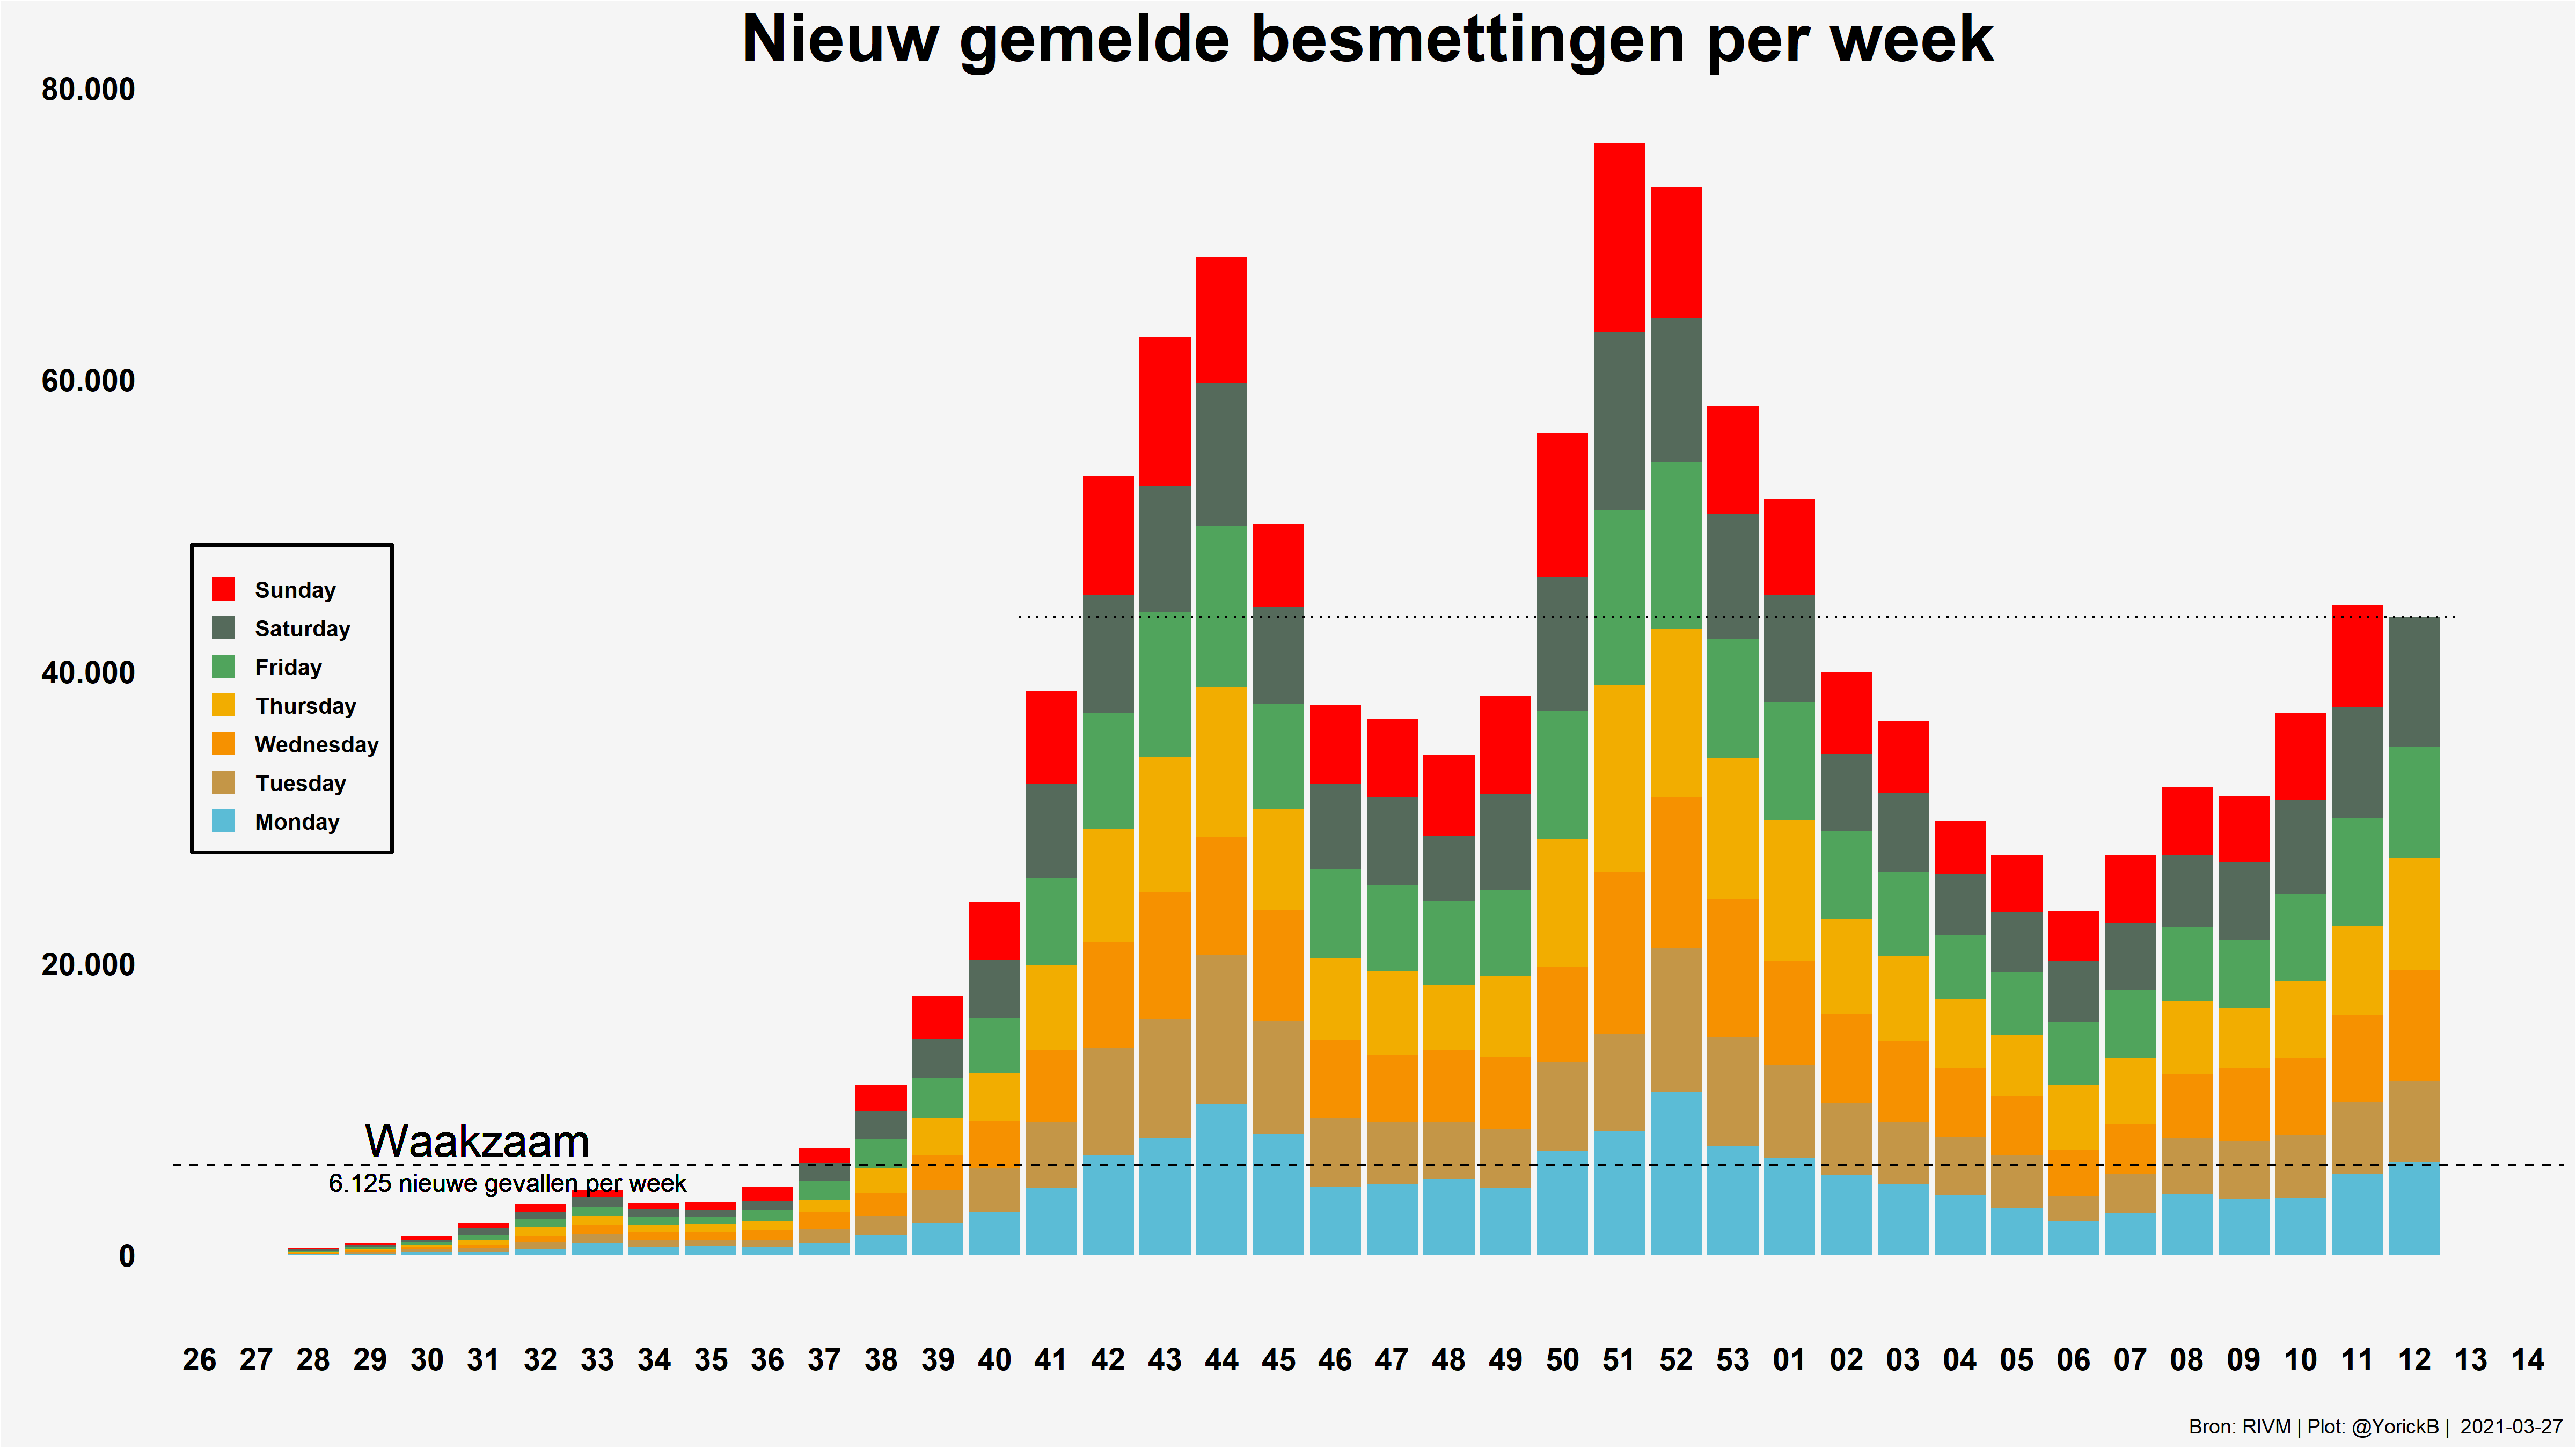 Nieuw gemelde besmettingen per week
80.000
60.000
40.000
20.000
0
Sunday
Saturday
Friday
Thursday
Wednesday
Tuesday
Monday
Waakzaam
6.125 nieuwe gevallen per week
26 27 28 29 30 31 32 33 34 35 36 37 38 39 40 41 42 43 44 45 46 47 48 49 50 51 52 53 01 02 03 04 05 06 07 08 09 10 11 12 13 14
Bron: RIVM | Plot: @YorickB | 2021-03-27